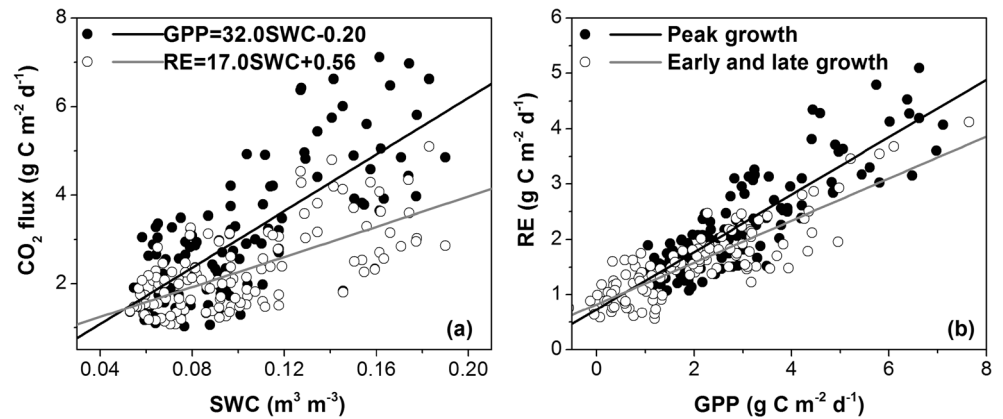 GPP=32.0SWC-0.20
RE=17.0SWC+0.56
8
6
4
2
CO₂ flux (g C m⁻² d⁻¹)
(a)
0.04 0.08 0.12 0.16 0.20
SWC (m³ m⁻³)
Peak growth
Early and late growth
6
5
4
3
2
1
0
RE (g C m⁻² d⁻¹)
(b)
0 2 4 6 8
GPP (g C m⁻² d⁻¹)